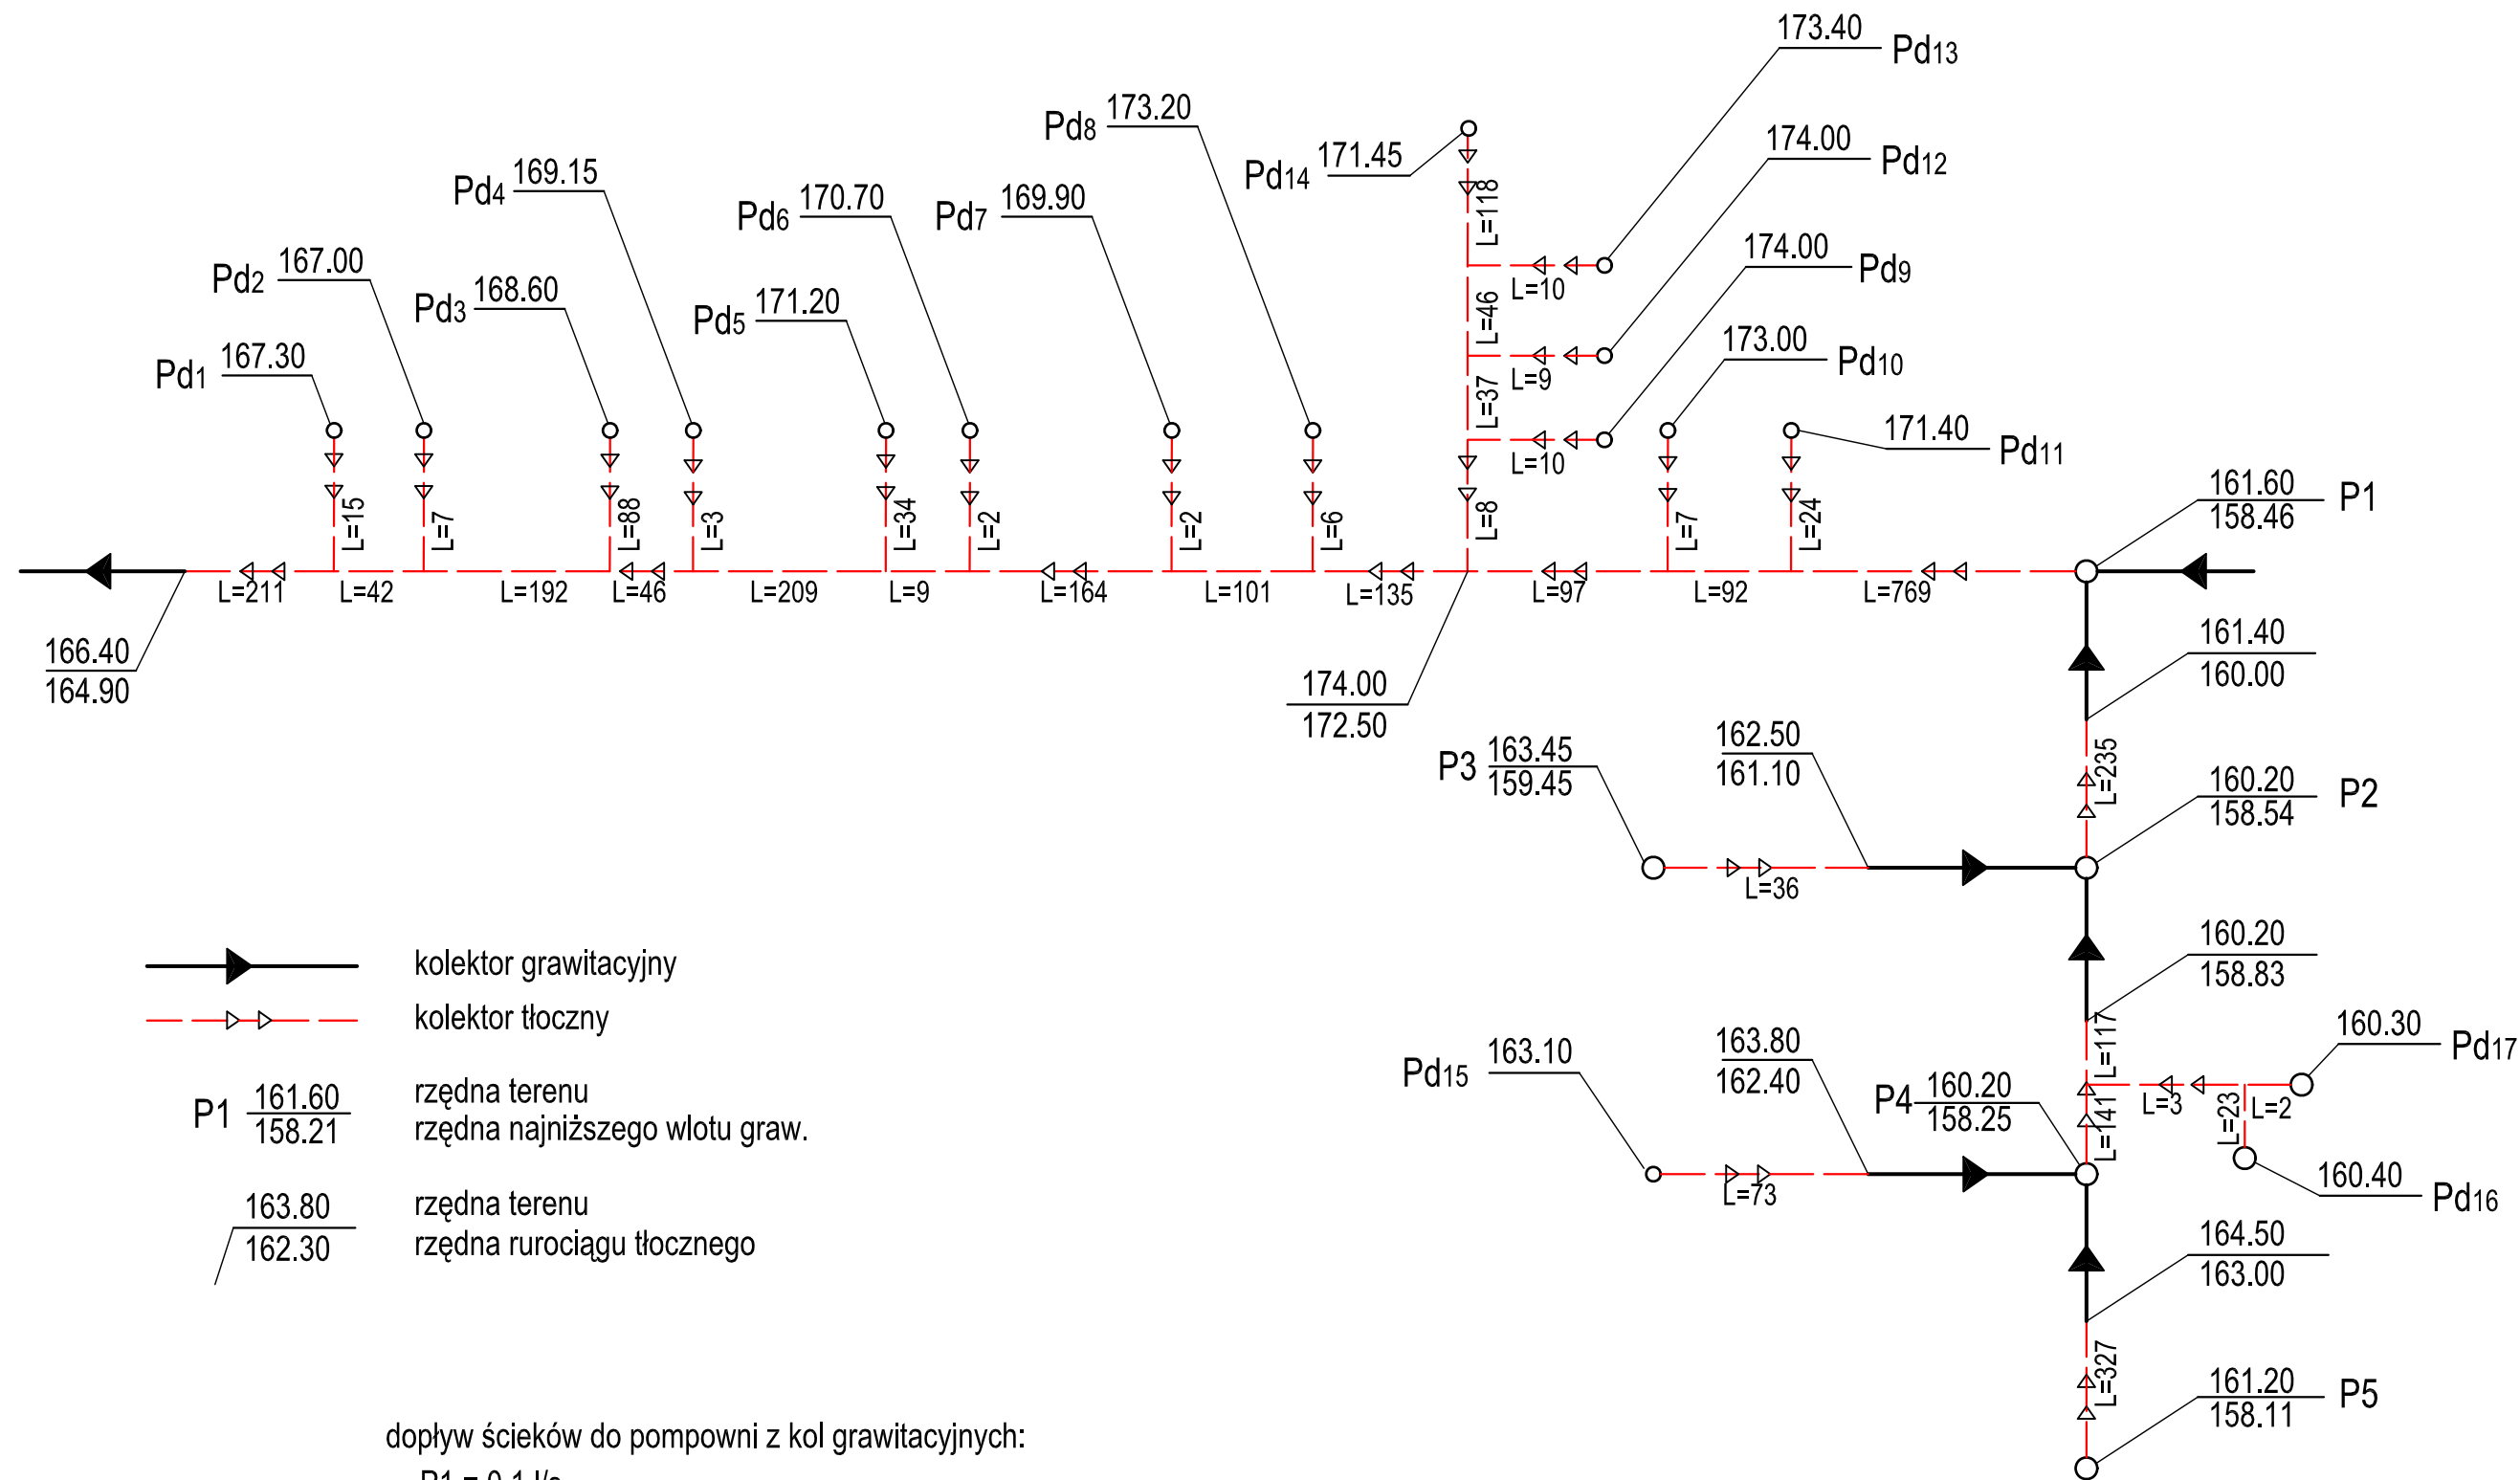 173.40
Pd13
173.20
Pd8
174.00
Pd12
171.45
Pd14
169.15
Pd4
170.70
Pd6
169.90
Pd7
L=118
174.00
Pd9
167.00
Pd2
168.60
Pd3
171.20
Pd5
L=10
L=46
173.00
Pd10
167.30
Pd1
L=9
L=37
171.40
Pd11
L=10
161.60
158.46
P1
L=15
L=7
L=88
L=3
L=34
L=2
L=2
L=6
L=8
L=7
L=24
L=211
L=42
L=192
L=46
L=209
L=9
L=164
L=101
L=135
L=97
L=92
L=769
166.40
164.90
161.40
160.00
174.00
172.50
P3
163.45
159.45
162.50
161.10
L=235
160.20
158.54
P2
L=36
kolektor grawitacyjny
160.20
158.83
kolektor tłoczny
L=117
160.30
Pd17
P1
161.60
158.21
rzędna terenu
rzędna najniższego wlotu graw.
Pd15
163.10
163.80
162.40
P4
160.20
158.25
L=141
L=3
L=23
L=2
160.40
Pd16
L=73
163.80
162.30
rzędna terenu
rzędna rurociągu tłocznego
164.50
163.00
L=327
161.20
158.11
P5
dopływ ścieków do pompowni z kol grawitacyjnych:
P1 = 0,1 l/s